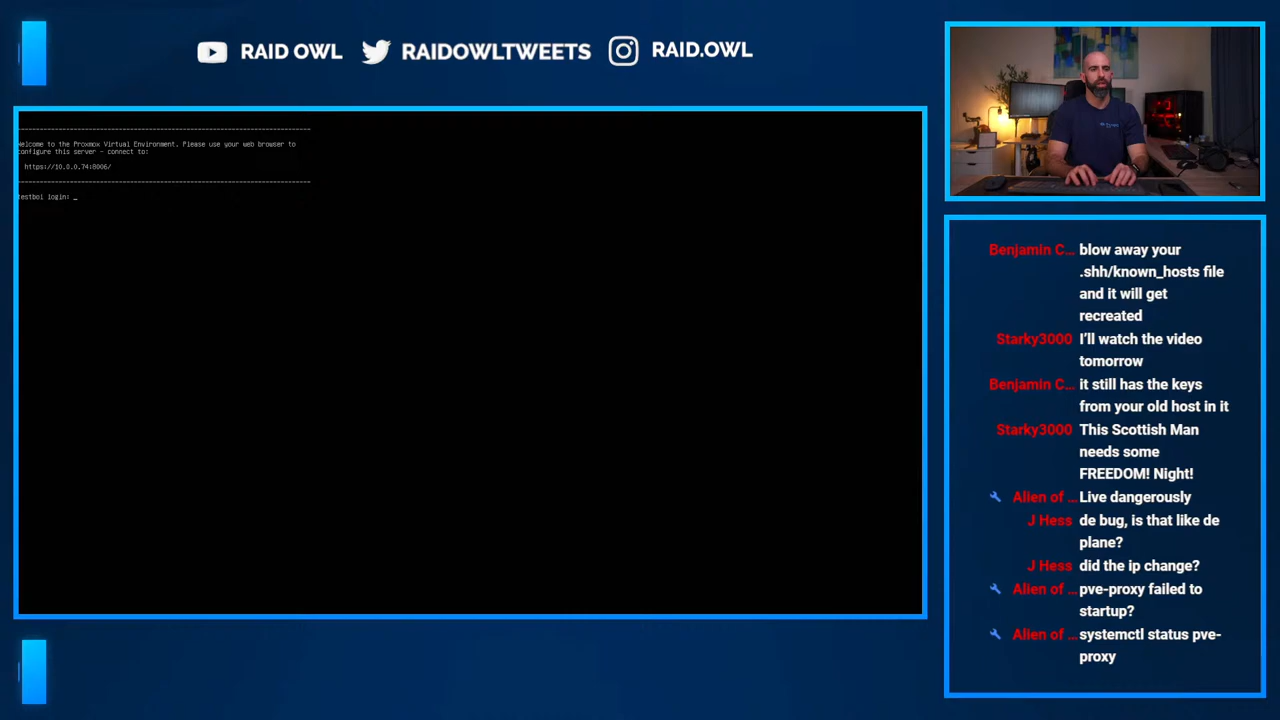 RAID OWL
RAIDOWLTWEETS
RAID.OWL
--------------------------------------------------------------------------------
Welcome to the Proxmox Virtual Environment. Please use your web browser to
configure this server - connect to:
https://10.0.0.74:8006/
--------------------------------------------------------------------------------
testboi login: _
Benjamin C... blow away your
.shh/known_hosts file
and it will get
recreated
Starky3000 I'll watch the video
tomorrow
Benjamin C... it still has the keys
from your old host in it
Starky3000 This Scottish Man
needs some
FREEDOM! Night!
Alien of ... Live dangerously
J Hess de bug, is that like de
plane?
J Hess did the ip change?
Alien of ... pve-proxy failed to
startup?
Alien of ... systemctl status pve-
proxy